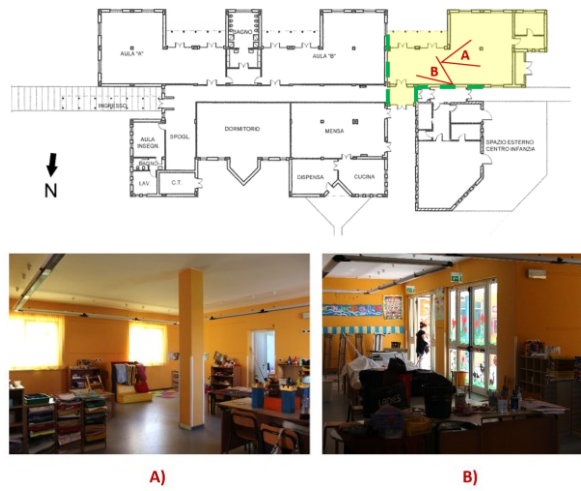 BAGNO
AULA "A"
AULA "B"
A
B
INGRESSO
AULA
INSEGN.
SPOGL.
DORMITORIO
MENSA
SPAZIO ESTERNO
CENTRO INFANZIA
BAGNO
LAV.
C.T.
DISPENSA
CUCINA
N
A)
B)